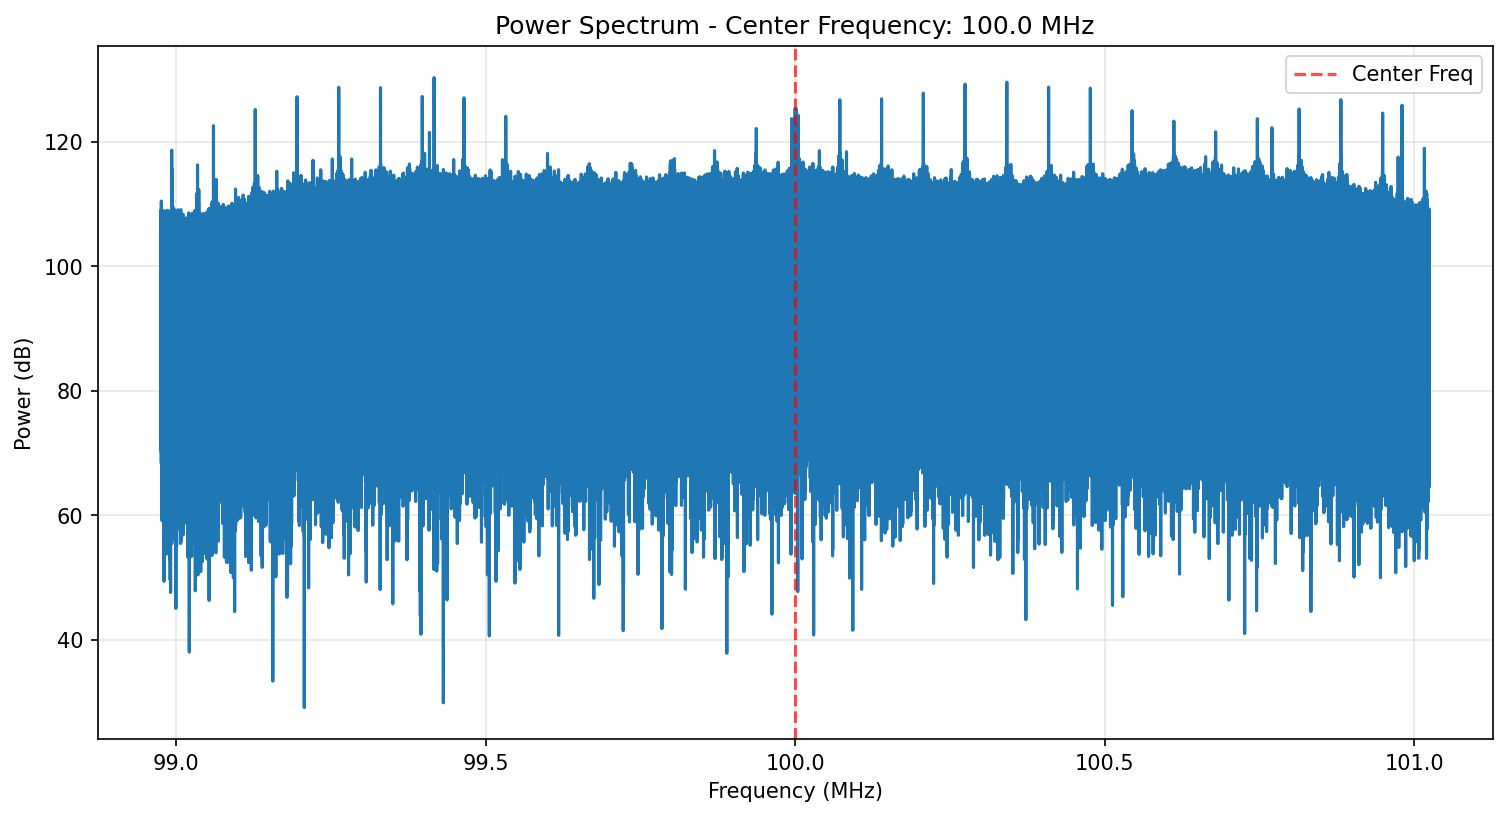 Power Spectrum - Center Frequency: 100.0 MHz
Center Freq
120
100
80
60
40
Power (dB)
99.0 99.5 100.0 100.5 101.0
Frequency (MHz)